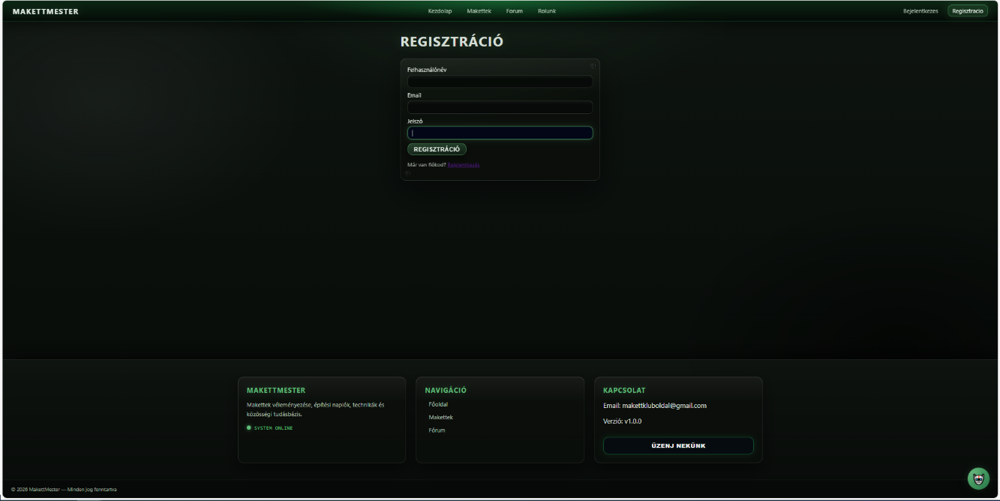 MAKETTMESTER
Kezdolap Makettek Forum Rolunk
Bejelentkezes Regisztracio
REGISZTRÁCIÓ
Felhasználónév
Email
Jelszó
REGISZTRÁCIÓ
Már van fiókod? Bejelentkezés
MAKETTMESTER
Makettek véleményezése, építési naplók, technikák és
közösségi tudásbázis.
SYSTEM ONLINE
NAVIGÁCIÓ
Főoldal
Makettek
Fórum
KAPCSOLAT
Email: makettkluboldal@gmail.com
Verzió: v1.0.0
ÜZENJ NEKÜNK
© 2026 MakettMester — Minden jog fenntartva